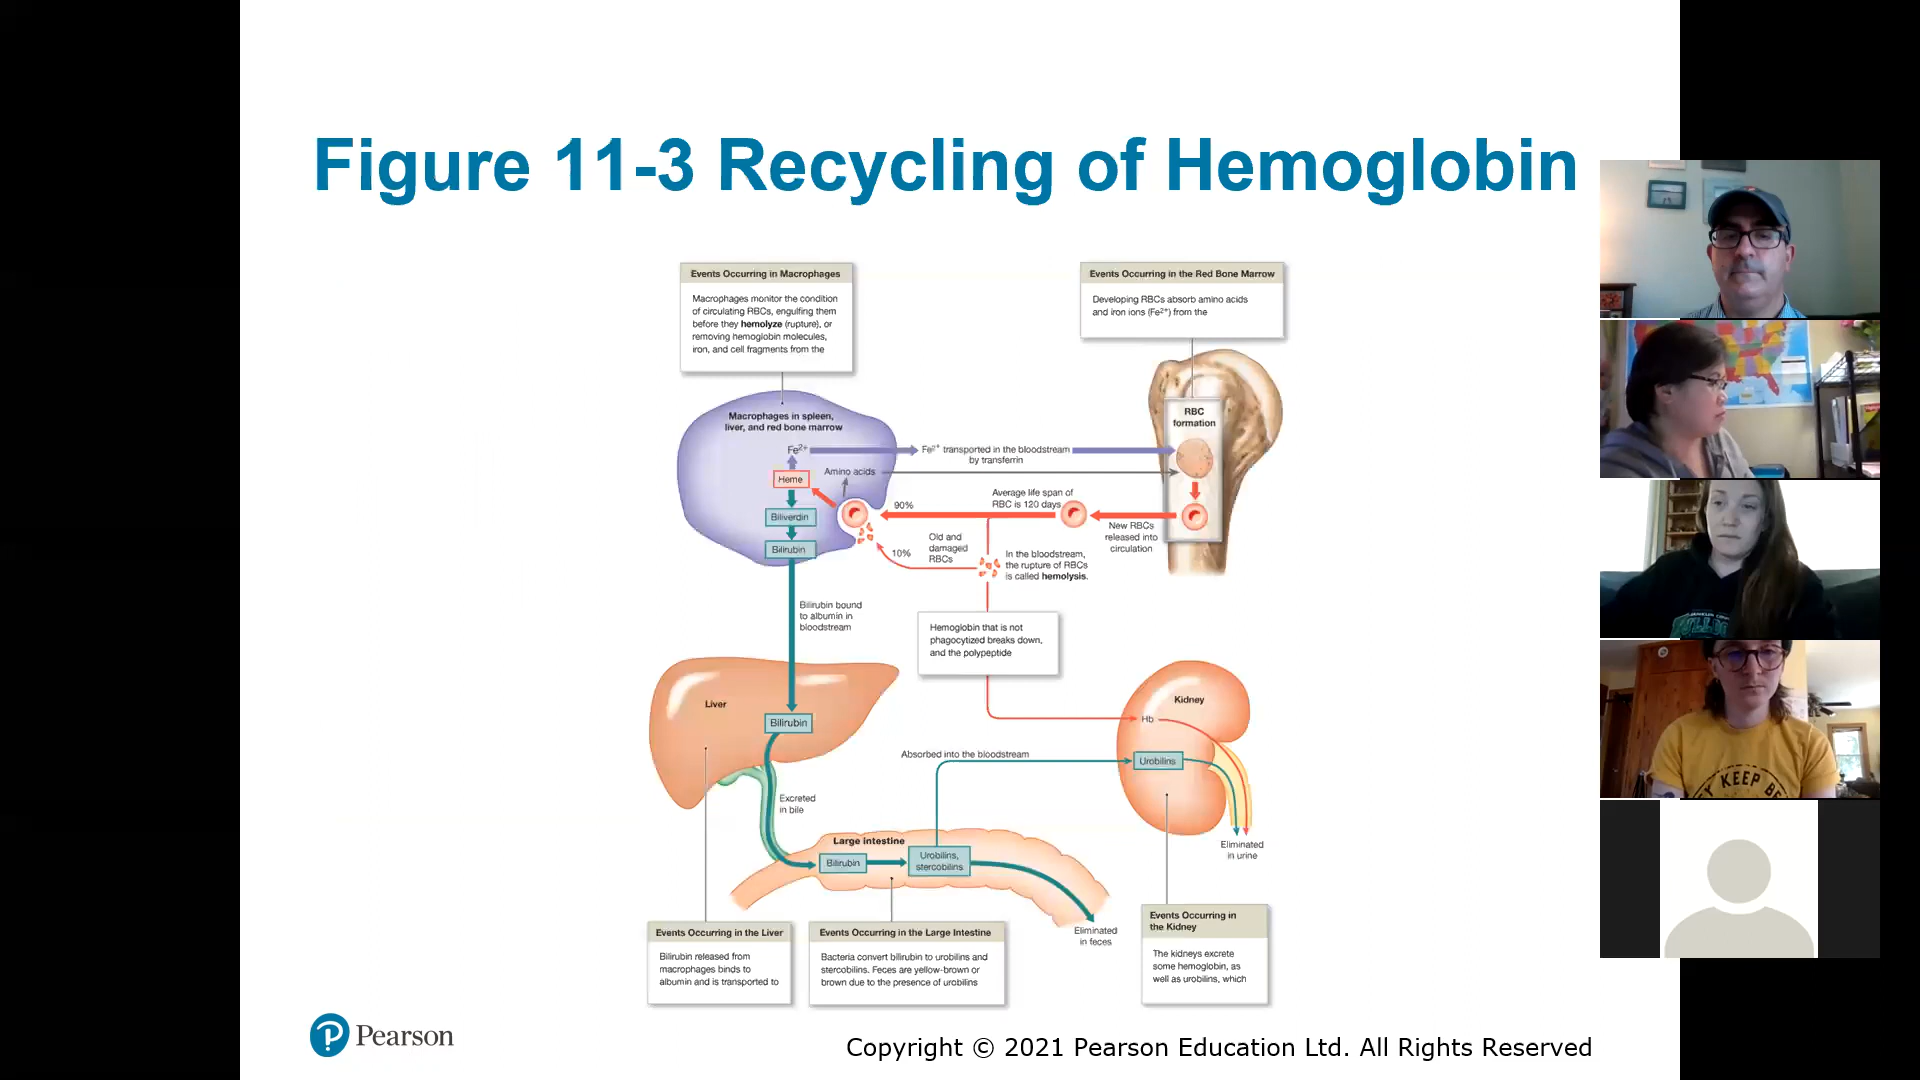 Figure 11-3 Recycling of Hemoglobin
Events Occurring in Macrophages
Macrophages monitor the condition
of circulating RBCs, engulfing them
before they hemolyze (rupture), or
removing hemoglobin molecules,
iron, and cell fragments from the
Events Occurring in the Red Bone Marrow
Developing RBCs absorb amino acids
and iron ions (Fe²⁺) from the
Macrophages in spleen,
liver, and red bone marrow
Fe²⁺
Fe²⁺ transported in the bloodstream
by transferrin
Amino acids
Heme
Biliverdin
Bilirubin
RBC
formation
90%
Average life span of
RBC is 120 days
New RBCs
released into
circulation
Old and
damaged
RBCs
10%
In the bloodstream,
the rupture of RBCs
is called hemolysis.
Bilirubin bound
to albumin in
bloodstream
Hemoglobin that is not
phagocytized breaks down,
and the polypeptide
Liver
Bilirubin
Kidney
Hb
Absorbed into the bloodstream
Urobilins
Excreted
in bile
Large intestine
Bilirubin
Urobilins,
stercobilins
Eliminated
in urine
Eliminated
in feces
Events Occurring in the Liver
Bilirubin released from
macrophages binds to
albumin and is transported to
Events Occurring in the Large Intestine
Bacteria convert bilirubin to urobilins and
stercobilins. Feces are yellow-brown or
brown due to the presence of urobilins
Events Occurring in
the Kidney
The kidneys excrete
some hemoglobin, as
well as urobilins, which
Pearson
Copyright © 2021 Pearson Education Ltd. All Rights Reserved
KEEP